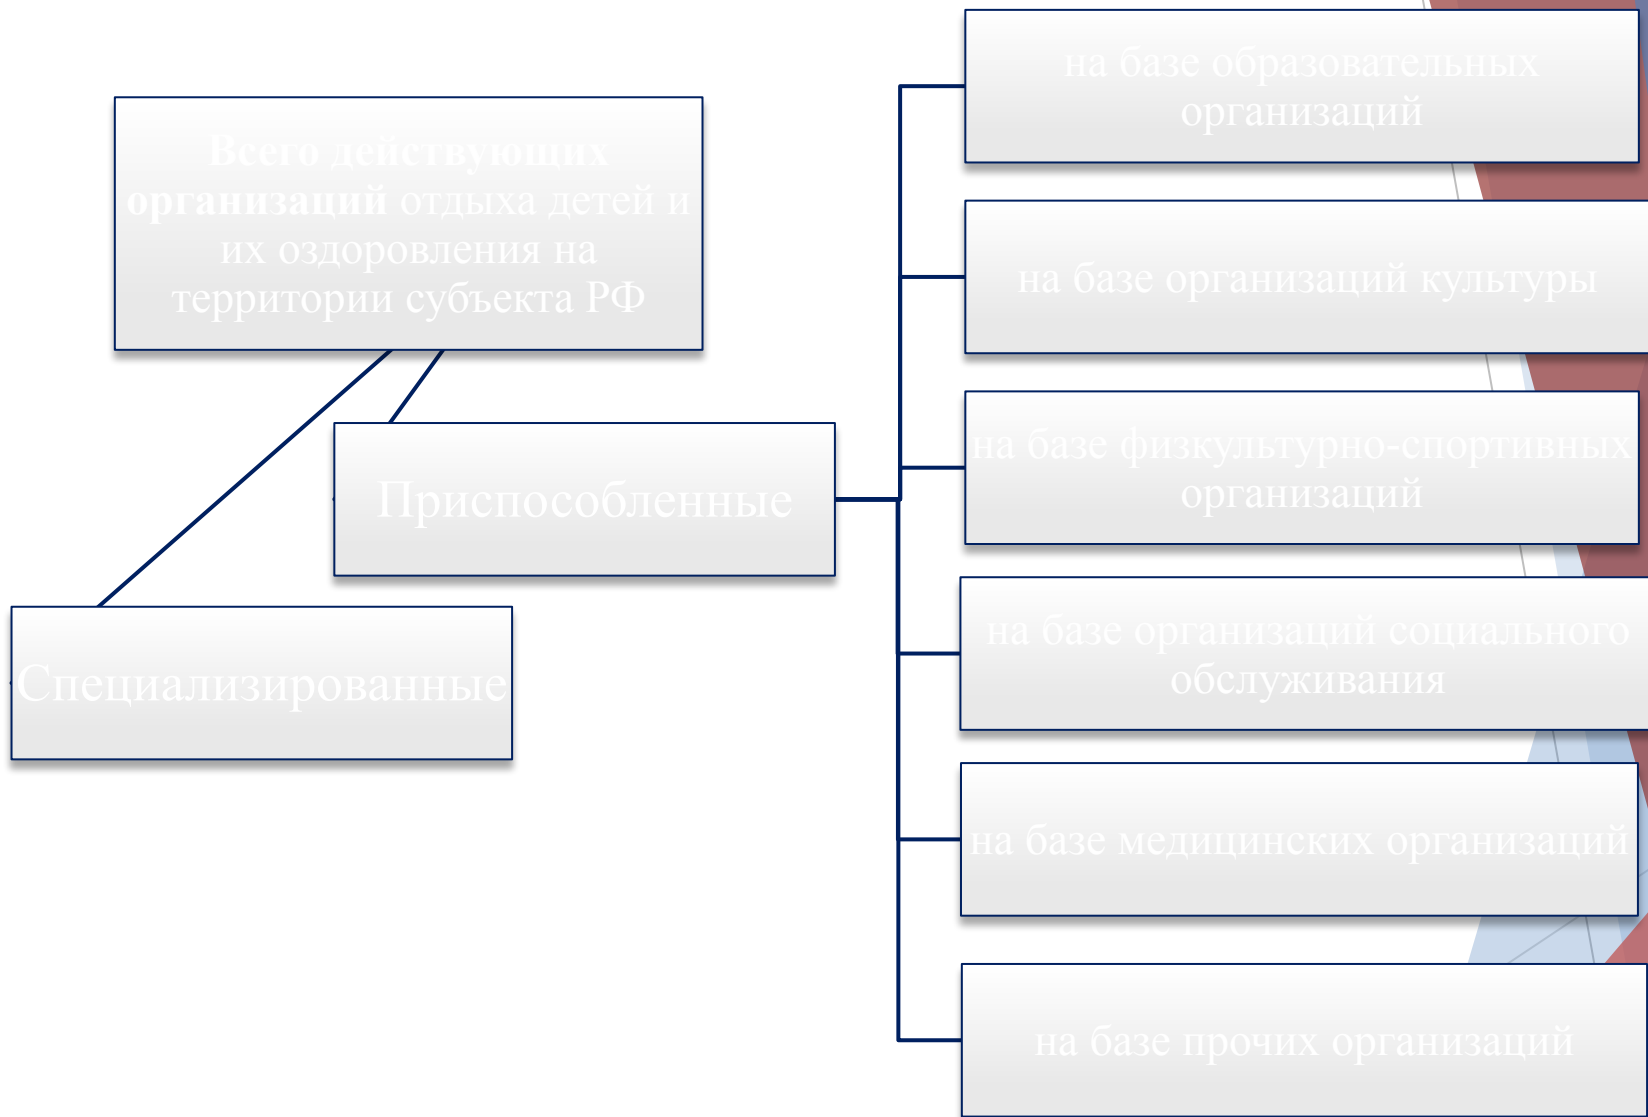 Всего действующих
организаций отдыха детей и
их оздоровления на
территории субъекта РФ
Приспособленные
Специализированные
на базе образовательных
организаций
на базе организаций культуры
на базе физкультурно-спортивных
организаций
на базе организаций социального
обслуживания
на базе медицинских организаций
на базе прочих организаций